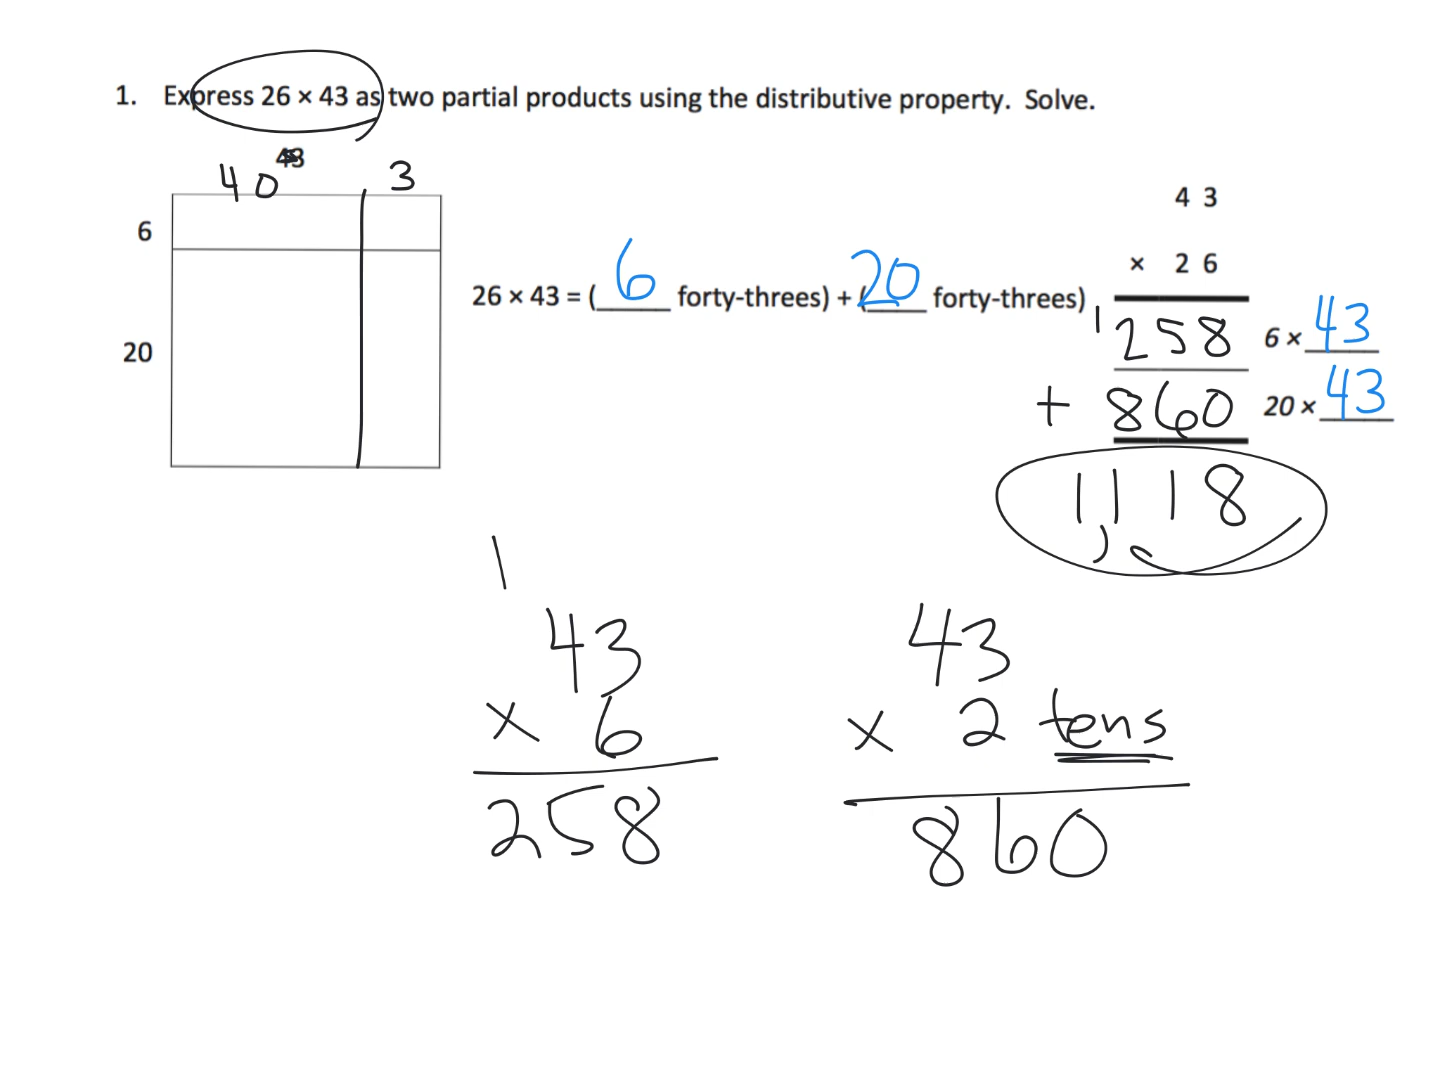 1. Express 26 × 43 as two partial products using the distributive property. Solve.
40 3
6
20
26 × 43 = (6 forty-threes) + (20 forty-threes)
4 3
× 2 6
1
258 6 × 43
+ 860 20 × 43
1,118
1
43
× 6
258
43
× 2 tens
860